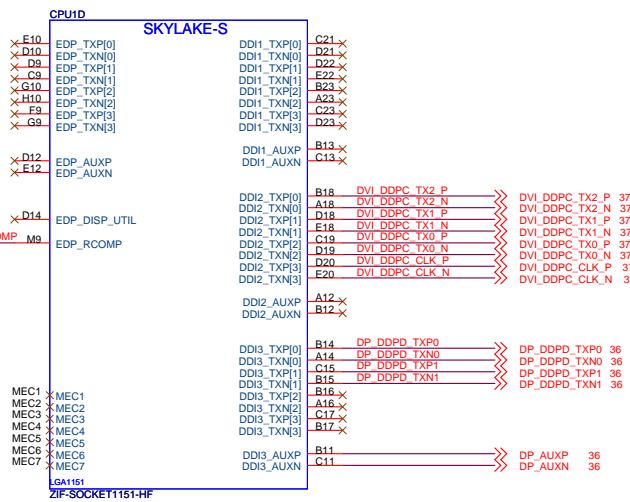 CPU1D
SKYLAKE-S
E10 EDP_TXP[0] DDI1_TXP[0] C21
D10 EDP_TXN[0] DDI1_TXN[0] D21
D9 EDP_TXP[1] DDI1_TXP[1] D22
C9 EDP_TXN[1] DDI1_TXN[1] E22
G10 EDP_TXP[2] DDI1_TXP[2] B23
H10 EDP_TXN[2] DDI1_TXN[2] A23
F9 EDP_TXP[3] DDI1_TXP[3] C23
G9 EDP_TXN[3] DDI1_TXN[3] D23
DDI1_AUXP B13
D12 EDP_AUXP DDI1_AUXN C13
E12 EDP_AUXN
DDI2_TXP[0] B18 DVI_DDPC_TX2_P DVI_DDPC_TX2_P 37
DDI2_TXN[0] A18 DVI_DDPC_TX2_N DVI_DDPC_TX2_N 37
D14 EDP_DISP_UTIL DDI2_TXP[1] D18 DVI_DDPC_TX1_P DVI_DDPC_TX1_P 37
DDI2_TXN[1] E18 DVI_DDPC_TX1_N DVI_DDPC_TX1_N 37
OMP M9 EDP_RCOMP DDI2_TXP[2] C19 DVI_DDPC_TX0_P DVI_DDPC_TX0_P 37
DDI2_TXN[2] D19 DVI_DDPC_TX0_N DVI_DDPC_TX0_N 37
DDI2_TXP[3] D20 DVI_DDPC_CLK_P DVI_DDPC_CLK_P 37
DDI2_TXN[3] E20 DVI_DDPC_CLK_N DVI_DDPC_CLK_N 3
DDI2_AUXP A12
DDI2_AUXN B12
DDI3_TXP[0] B14 DP_DDPD_TXP0 DP_DDPD_TXP0 36
DDI3_TXN[0] A14 DP_DDPD_TXN0 DP_DDPD_TXN0 36
DDI3_TXP[1] C15 DP_DDPD_TXP1 DP_DDPD_TXP1 36
DDI3_TXN[1] B15 DP_DDPD_TXN1 DP_DDPD_TXN1 36
MEC1 MEC1 DDI3_TXP[2] B16
MEC2 MEC2 DDI3_TXN[2] A16
MEC3 MEC3 DDI3_TXP[3] C17
MEC4 MEC4 DDI3_TXN[3] B17
MEC5 MEC5
MEC6 MEC6 DDI3_AUXP B11 DP_AUXP 36
MEC7 MEC7 DDI3_AUXN C11 DP_AUXN 36
LGA1151
ZIF-SOCKET1151-HF